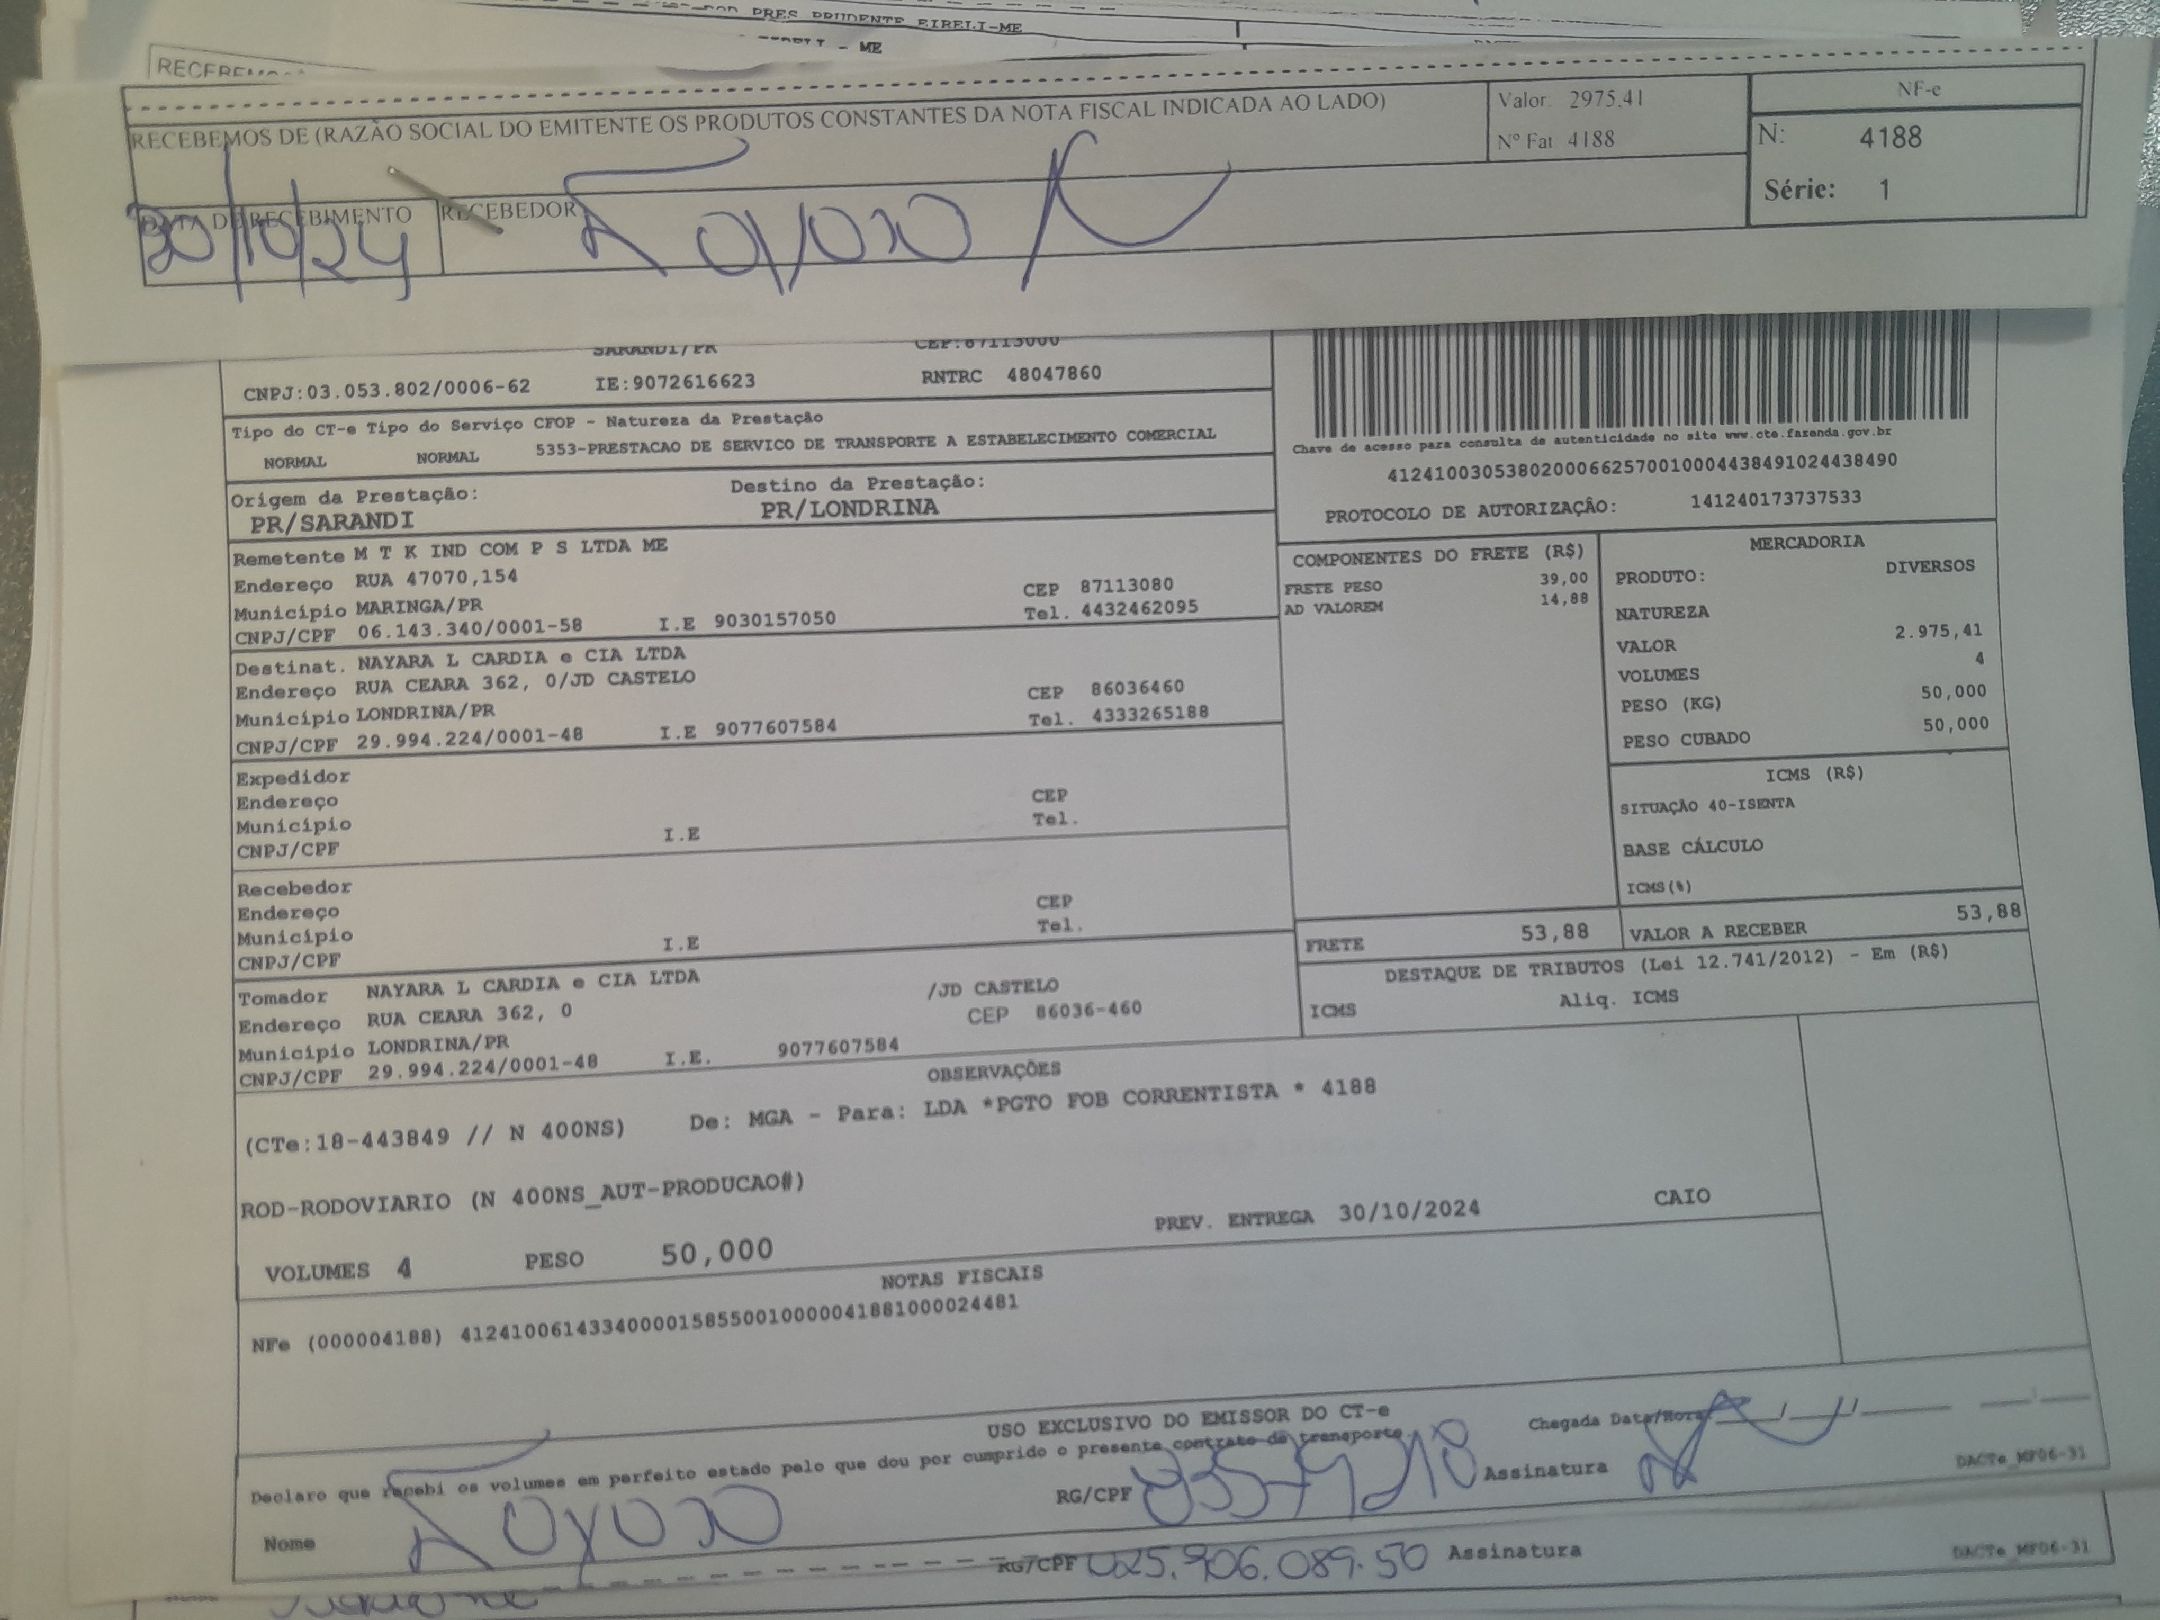 PRES PRUDENTE EIRELI-ME
- ME
RECEBEMOS DE (RAZÃO SOCIAL DO EMITENTE OS PRODUTOS CONSTANTES DA NOTA FISCAL INDICADA AO LADO)
Valor: 2975.41
Nº Fat 4188
NF-e
N: 4188
Série: 1
DATA DE RECEBIMENTO
30/10/24
RECEBEDOR
SARANDI/PR CEP:87113000
CNPJ:03.053.802/0006-62 IE:9072616623 RNTRC 48047860
Tipo do CT-e Tipo do Serviço CFOP - Natureza da Prestação
NORMAL NORMAL 5353-PRESTACAO DE SERVICO DE TRANSPORTE A ESTABELECIMENTO COMERCIAL
Chave de acesso para consulta de autenticidade no site www.cte.fazenda.gov.br
41241003053802000662570010004438491024438490
PROTOCOLO DE AUTORIZAÇÂO: 141240173737533
Origem da Prestação: Destino da Prestação:
PR/SARANDI PR/LONDRINA
Remetente M T K IND COM P S LTDA ME
Endereço RUA 47070,154 CEP 87113080
Município MARINGA/PR Tel. 4432462095
CNPJ/CPF 06.143.340/0001-58 I.E 9030157050
Destinat. NAYARA L CARDIA e CIA LTDA
Endereço RUA CEARA 362, 0/JD CASTELO CEP 86036460
Município LONDRINA/PR Tel. 4333265188
CNPJ/CPF 29.994.224/0001-48 I.E 9077607584
Expedidor
Endereço CEP
Município Tel.
CNPJ/CPF I.E
Recebedor
Endereço CEP
Município Tel.
CNPJ/CPF I.E
Tomador NAYARA L CARDIA e CIA LTDA /JD CASTELO
Endereço RUA CEARA 362, 0 CEP 86036-460
Município LONDRINA/PR
CNPJ/CPF 29.994.224/0001-48 I.E. 9077607584
COMPONENTES DO FRETE (R$)
FRETE PESO 39,00
AD VALOREM 14,88
MERCADORIA
PRODUTO: DIVERSOS
NATUREZA
VALOR 2.975,41
VOLUMES 4
PESO (KG) 50,000
PESO CUBADO 50,000
ICMS (R$)
SITUAÇÃO 40-ISENTA
BASE CÁLCULO
ICMS(%)
FRETE 53,88
VALOR A RECEBER 53,88
DESTAQUE DE TRIBUTOS (Lei 12.741/2012) - Em (R$)
ICMS Aliq. ICMS
OBSERVAÇÕES
(CTe:18-443849 // N 400NS) De: MGA - Para: LDA *PGTO FOB CORRENTISTA * 4188
ROD-RODOVIARIO (N 400NS_AUT-PRODUCAO#)
PREV. ENTREGA 30/10/2024 CAIO
VOLUMES 4 PESO 50,000
NOTAS FISCAIS
NFe (000004188) 41241006143340000158550010000041881000024481
USO EXCLUSIVO DO EMISSOR DO CT-e
Declaro que recebi os volumes em perfeito estado pelo que dou por cumprido o presente contrato de transporte.
Chegada Data/Hora
Nome RG/CPF Assinatura
DACTe_MF06-31
RG/CPF 025.906.089.50 Assinatura
DACTe_MF06-31